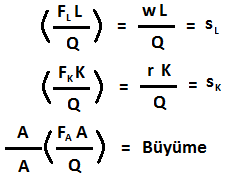 (F_L L / Q) = w L / Q = s_L
(F_K K / Q) = r K / Q = s_K
A / A (F_A A / Q) = Büyüme